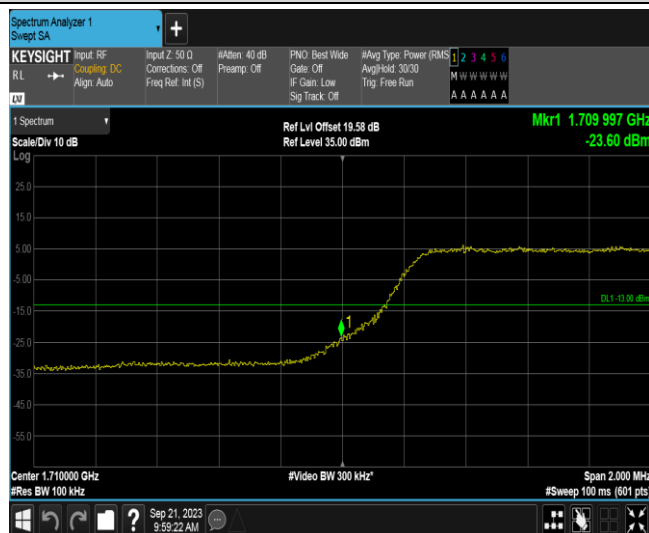 Spectrum Analyzer 1
Swept SA
+
KEYSIGHT Input: RF Input Z: 50 Ω #Atten: 40 dB PNO: Best Wide #Avg Type: Power (RMS 1 2 3 4 5 6
RL Coupling: DC Corrections: Off Preamp: Off Gate: Off Avg|Hold: 30/30 M W W W W W
Align: Auto Freq Ref: Int (S) IF Gain: Low Trig: Free Run
Sig Track: Off A A A A A A
LXI
1 Spectrum Ref Lvl Offset 19.58 dB Mkr1 1.709 997 GHz
Scale/Div 10 dB Ref Level 35.00 dBm -23.60 dBm
Log
25.0
15.0
5.00
-5.00
DL1 -13.00 dBm
-15.0
1
-25.0
-35.0
-45.0
-55.0
Center 1.710000 GHz #Video BW 300 kHz* Span 2.000 MHz
#Res BW 100 kHz #Sweep 100 ms (601 pts)
? Sep 21, 2023
9:59:22 AM